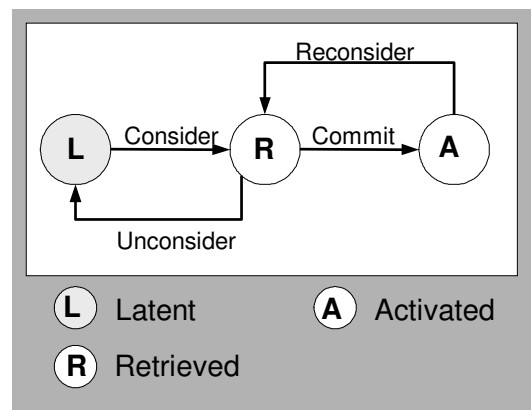 Reconsider
L Consider R Commit A
Unconsider
L Latent A Activated
R Retrieved